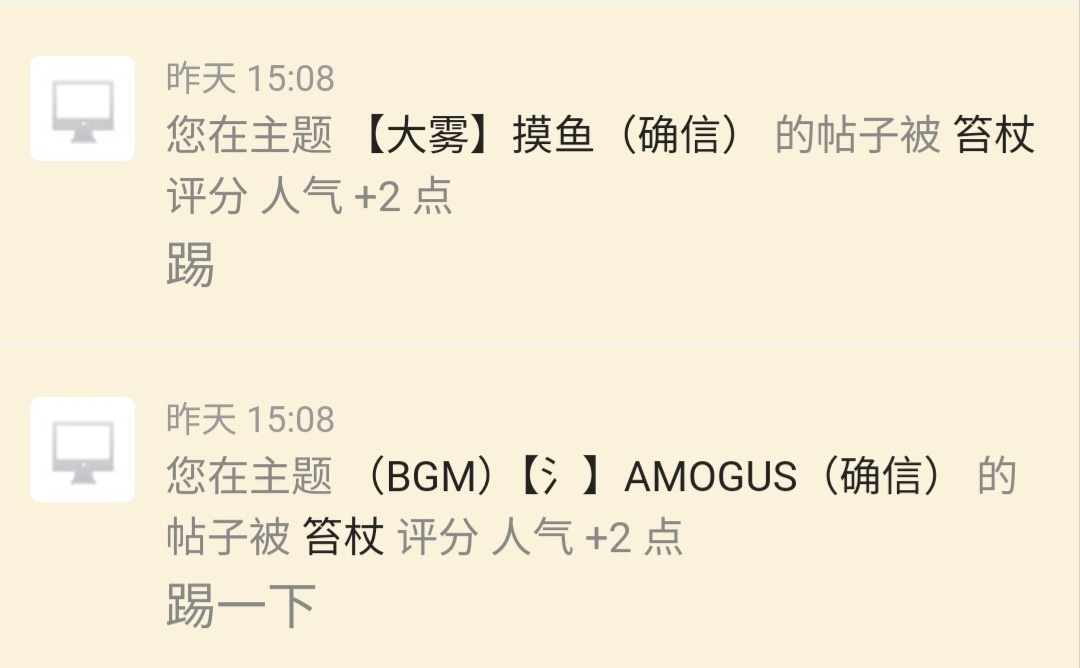 昨天 15:08
您在主题 【大雾】摸鱼（确信） 的帖子被 笞杖
评分 人气 +2 点
踢
昨天 15:08
您在主题 （BGM）【氵】AMOGUS（确信） 的
帖子被 笞杖 评分 人气 +2 点
踢一下